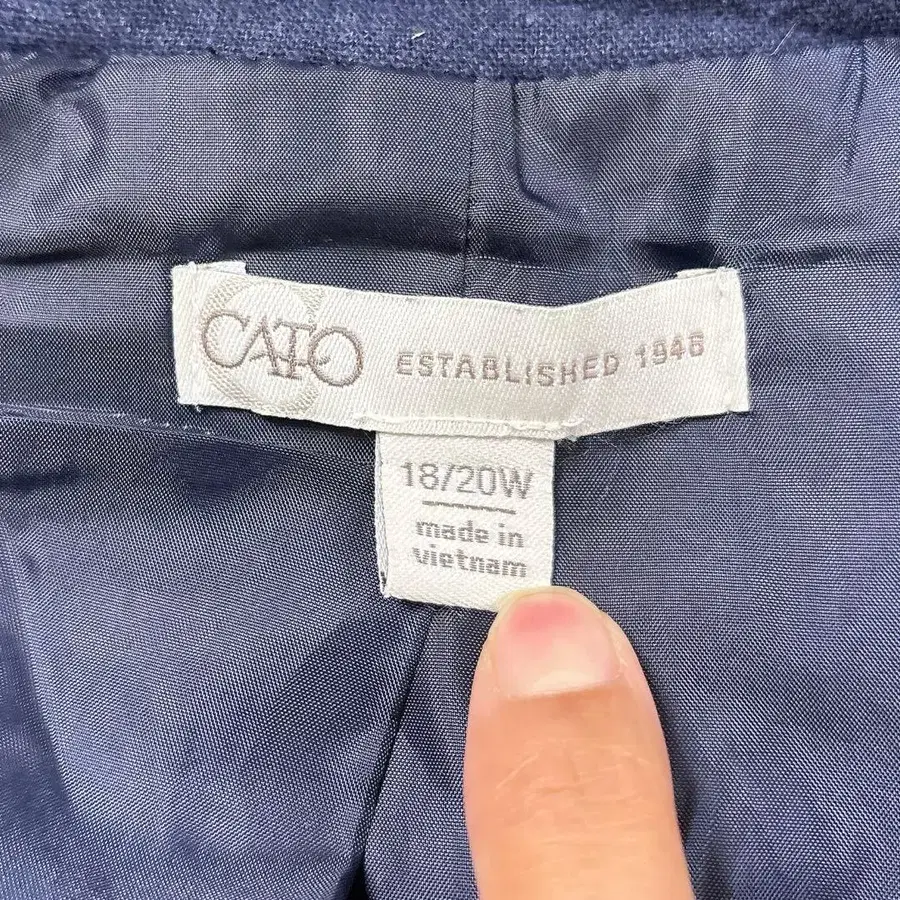 CATO ESTABLISHED 1946
18/20W
made in
vietnam